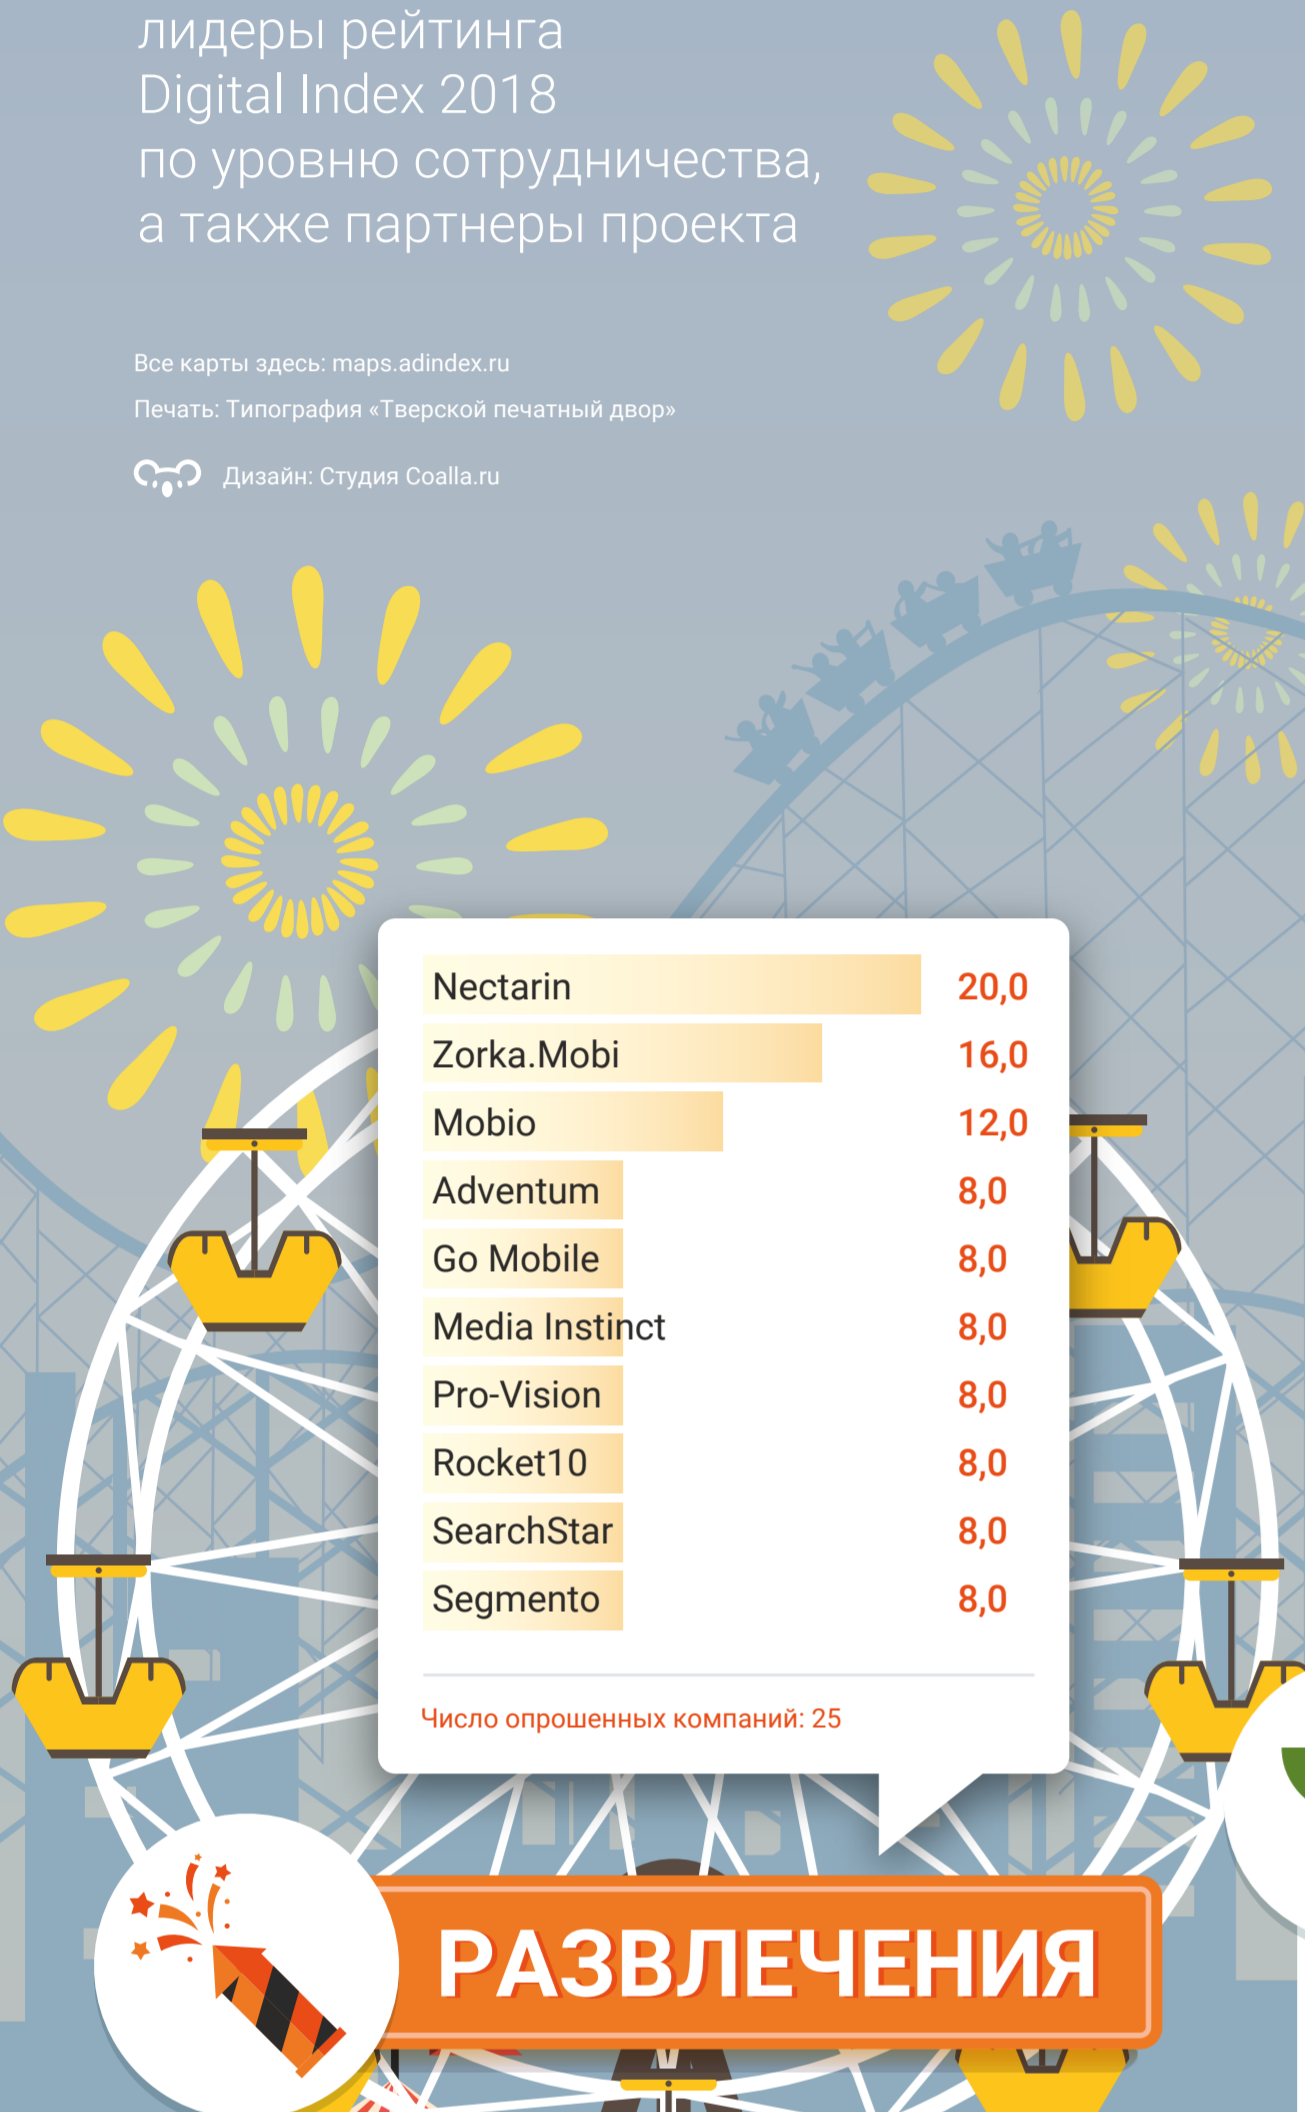 лидеры рейтинга
Digital Index 2018
по уровню сотрудничества,
а также партнеры проекта
Все карты здесь: maps.adindex.ru
Печать: Типография «Тверской печатный двор»
Дизайн: Студия Coalla.ru
Nectarin 20,0
Zorka.Mobi 16,0
Mobio 12,0
Adventum 8,0
Go Mobile 8,0
Media Instinct 8,0
Pro-Vision 8,0
Rocket10 8,0
SearchStar 8,0
Segmento 8,0
Число опрошенных компаний: 25
РАЗВЛЕЧЕНИЯ